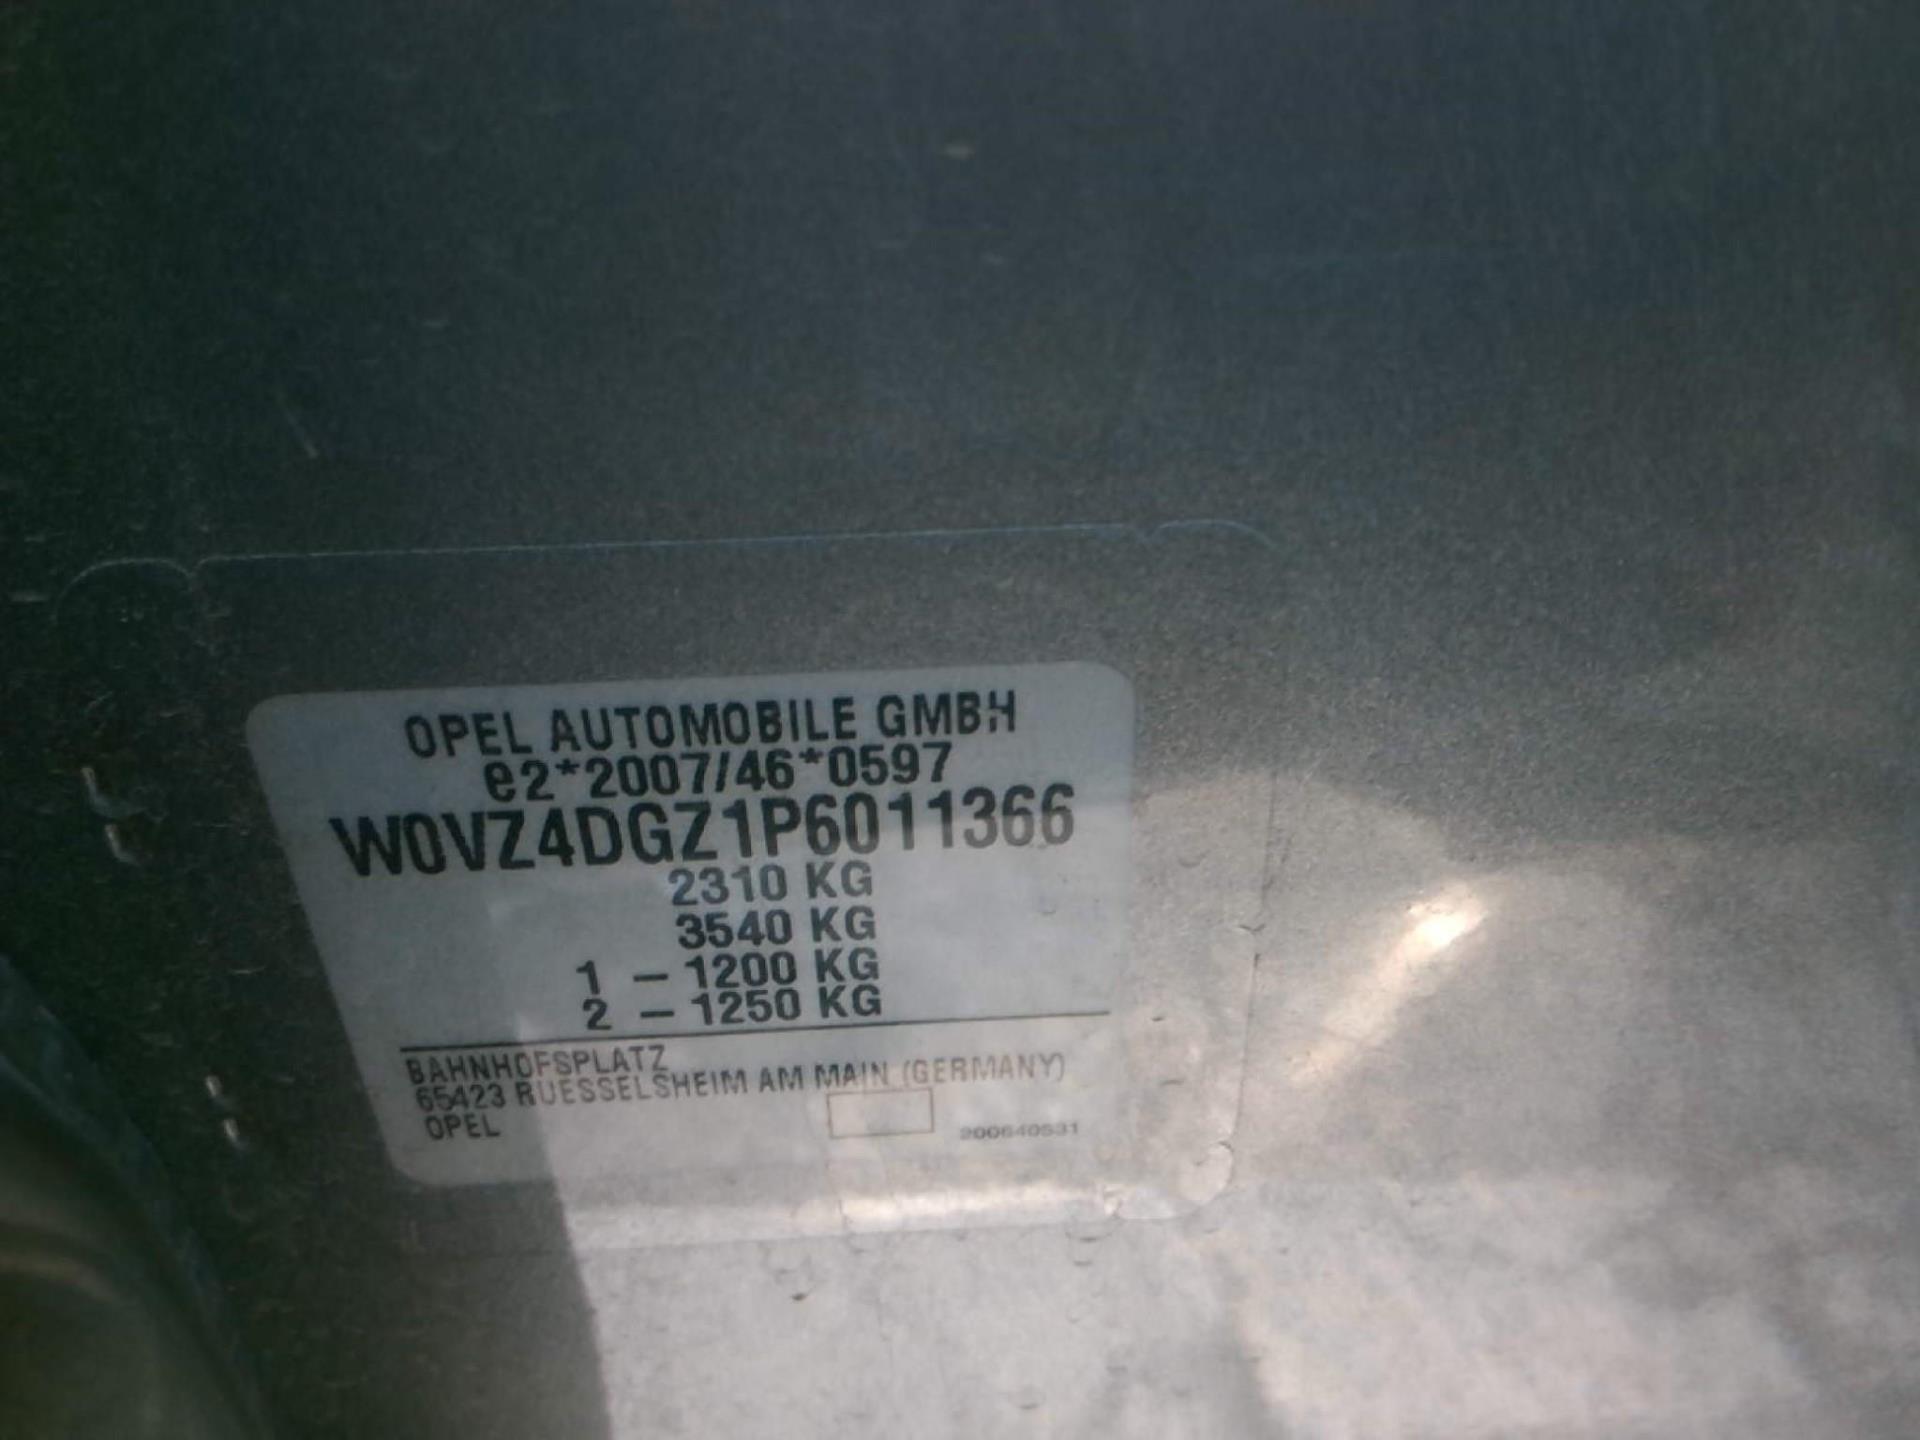 OPEL AUTOMOBILE GMBH
e2*2007/46*0597
W0VZ4DGZ1P6011366
2310 KG
3540 KG
1 – 1200 KG
2 – 1250 KG
BAHNHOFSPLATZ
65423 RUESSELSHEIM AM MAIN (GERMANY)
OPEL